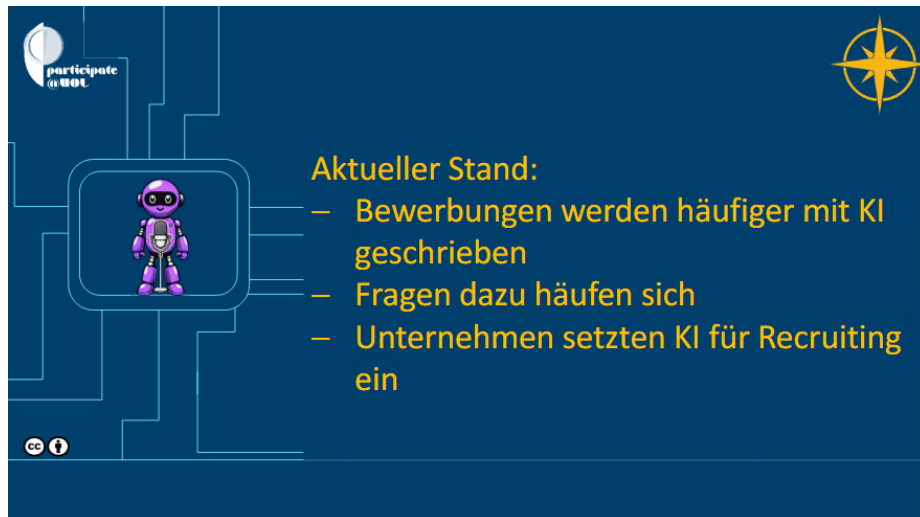 participate
@UOL
Aktueller Stand:
– Bewerbungen werden häufiger mit KI
geschrieben
– Fragen dazu häufen sich
– Unternehmen setzten KI für Recruiting
ein
cc